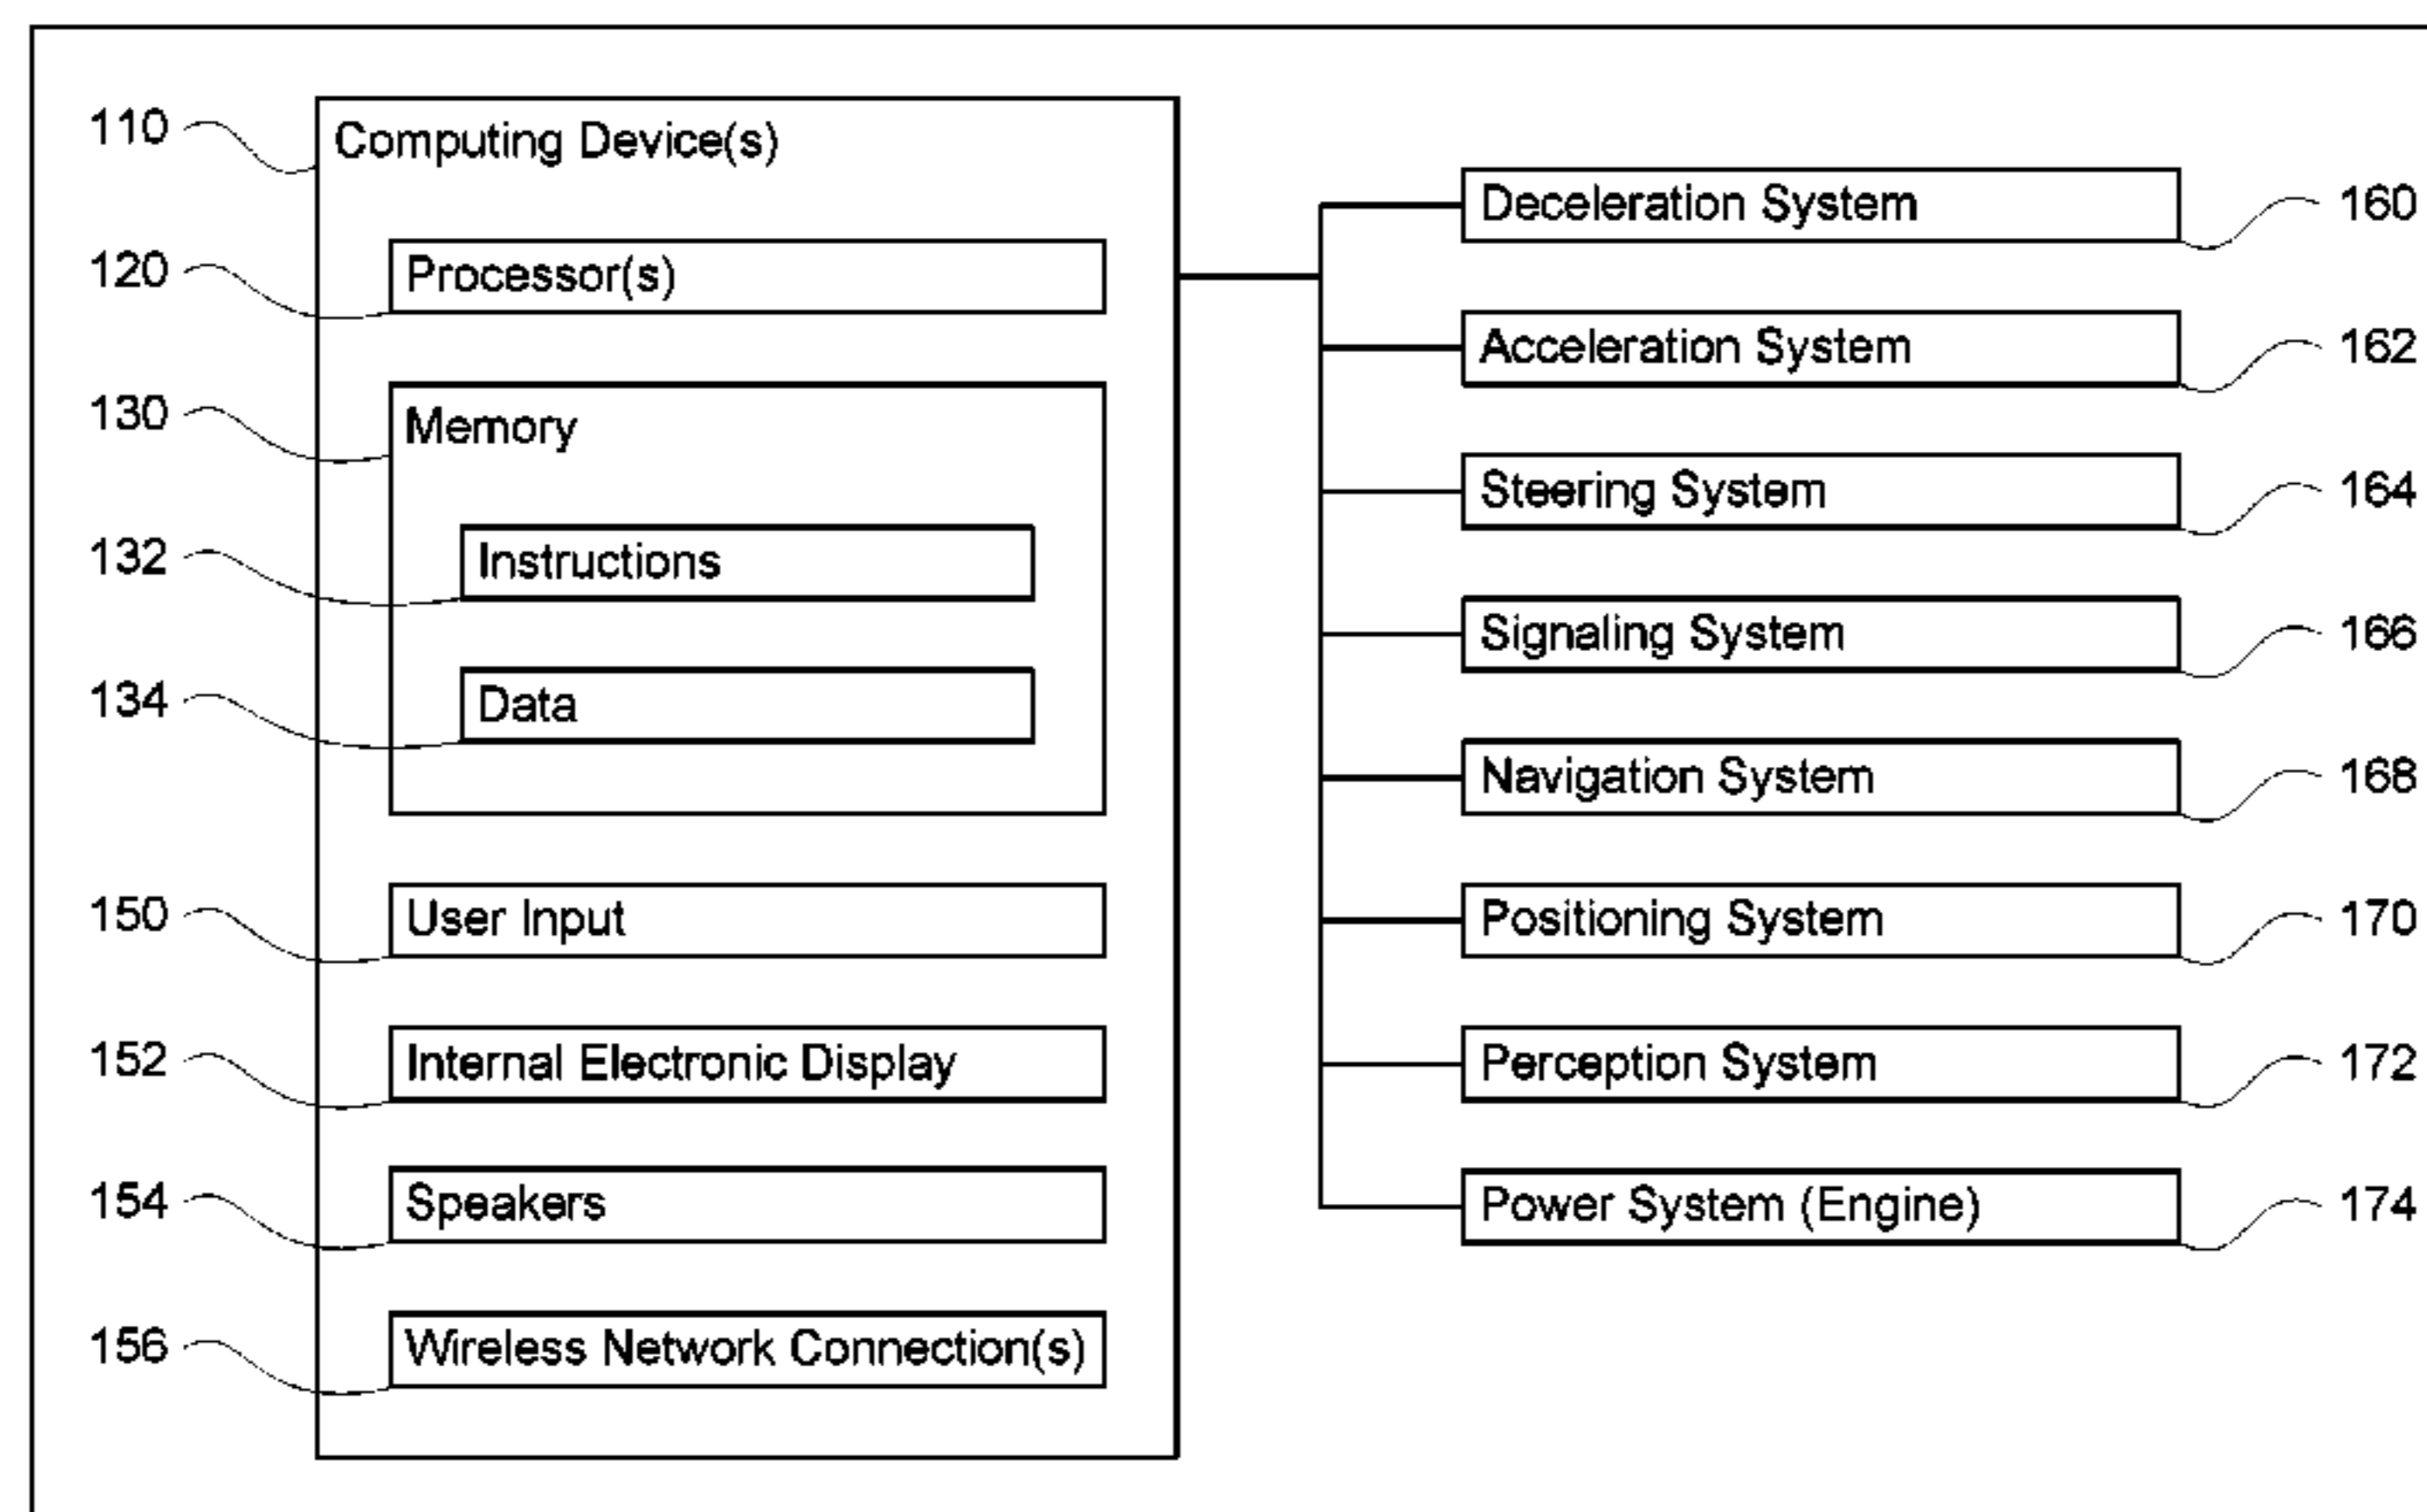 110 Computing Device(s)
120 Processor(s)
130 Memory
132 Instructions
134 Data
150 User Input
152 Internal Electronic Display
154 Speakers
156 Wireless Network Connection(s)
Deceleration System 160
Acceleration System 162
Steering System 164
Signaling System 166
Navigation System 168
Positioning System 170
Perception System 172
Power System (Engine) 174